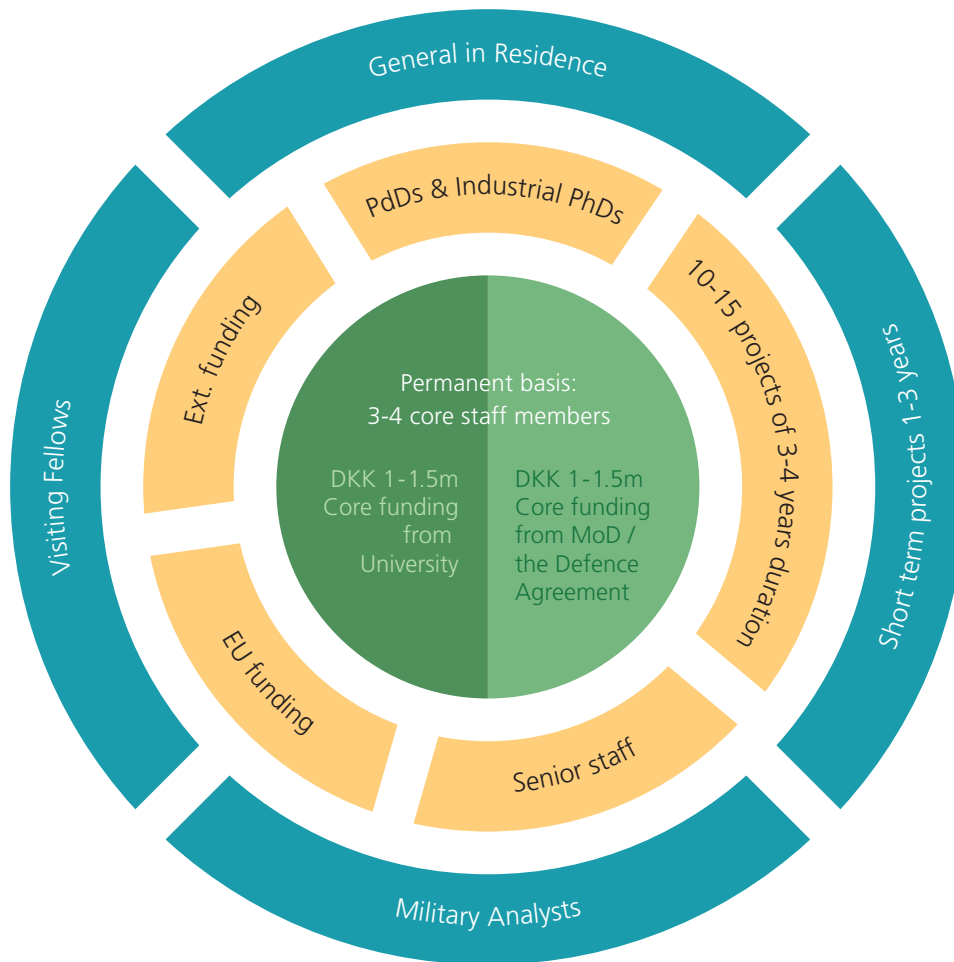 General in Residence
PdDs & Industrial PhDs
10-15 projects of 3-4 years duration
Short term projects 1-3 years
Ext. funding
Visiting Fellows
Permanent basis:
3-4 core staff members
DKK 1-1.5m
Core funding
from
University
DKK 1-1.5m
Core funding
from MoD /
the Defence
Agreement
EU funding
Senior staff
Military Analysts